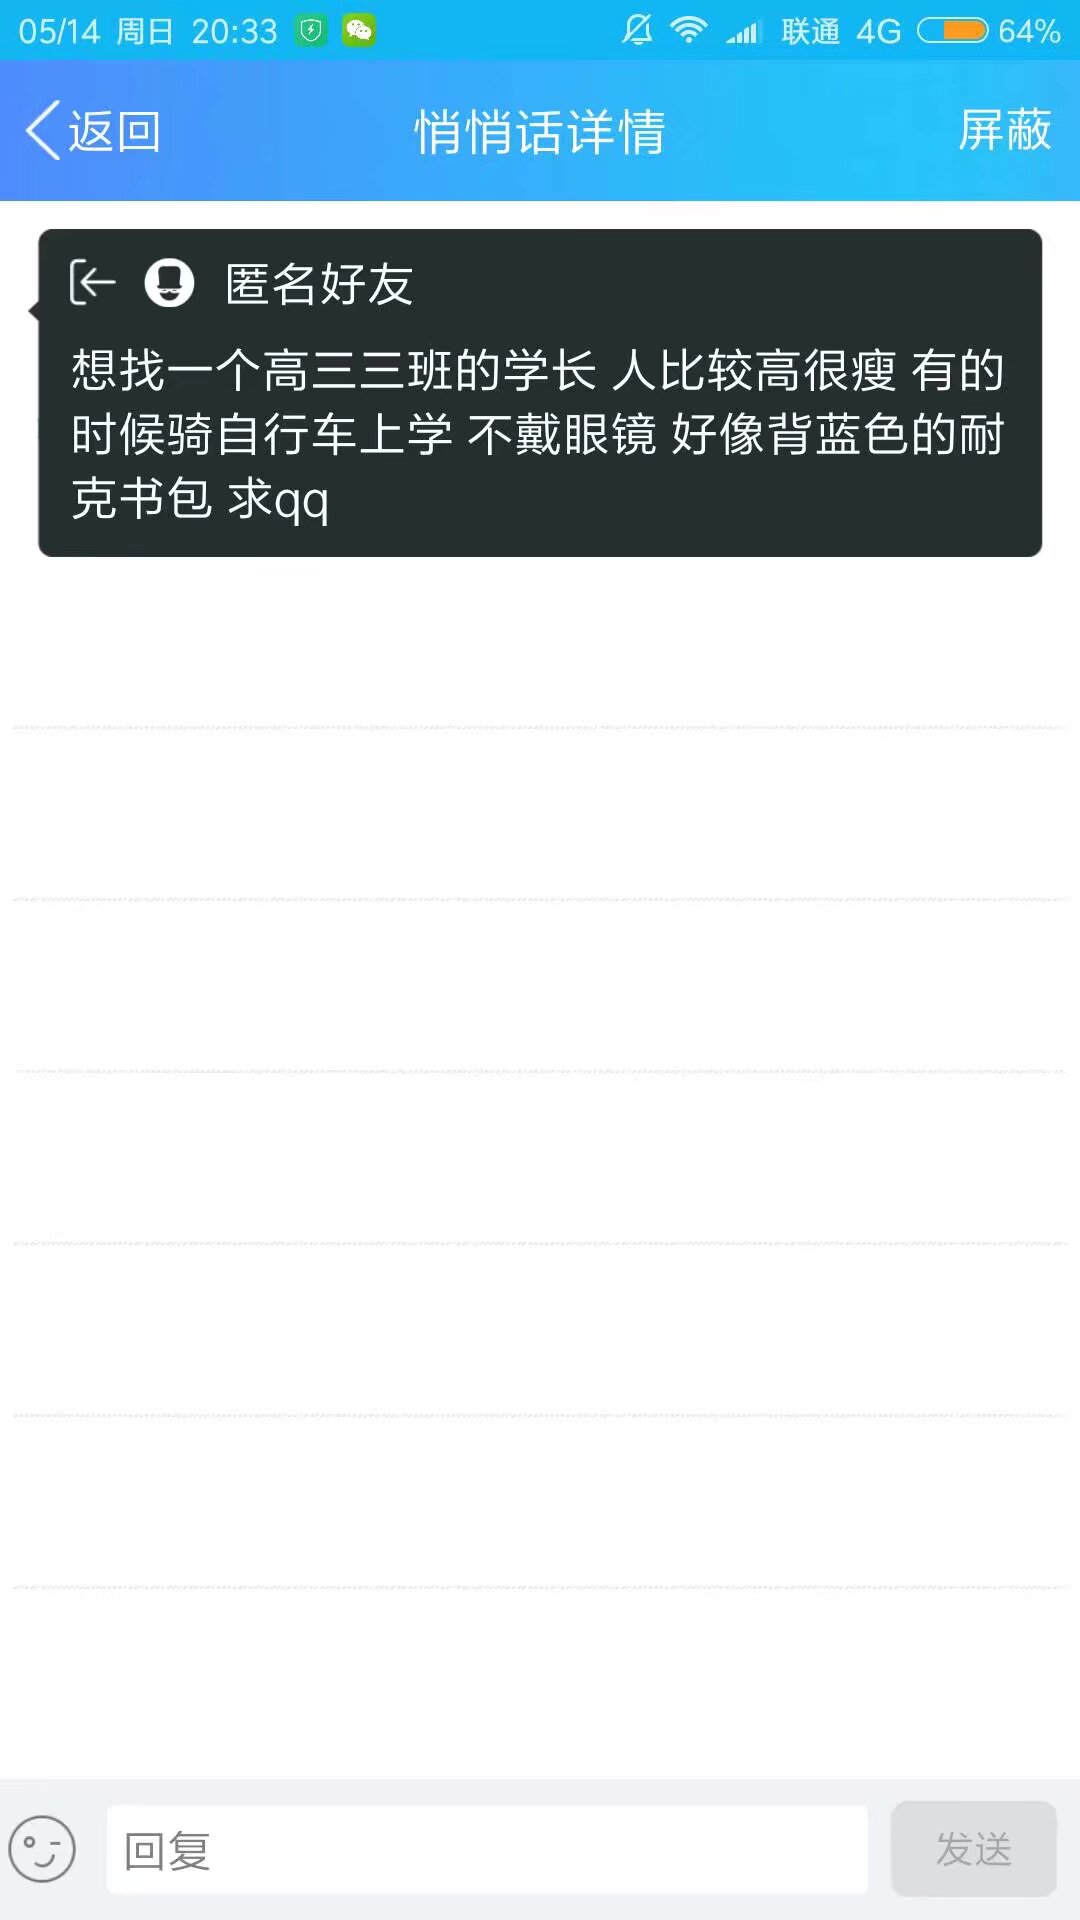 05/14 周日 20:33 联通 4G 64%
返回 悄悄话详情 屏蔽
匿名好友
想找一个高三三班的学长 人比较高很瘦 有的
时候骑自行车上学 不戴眼镜 好像背蓝色的耐
克书包 求qq
回复 发送